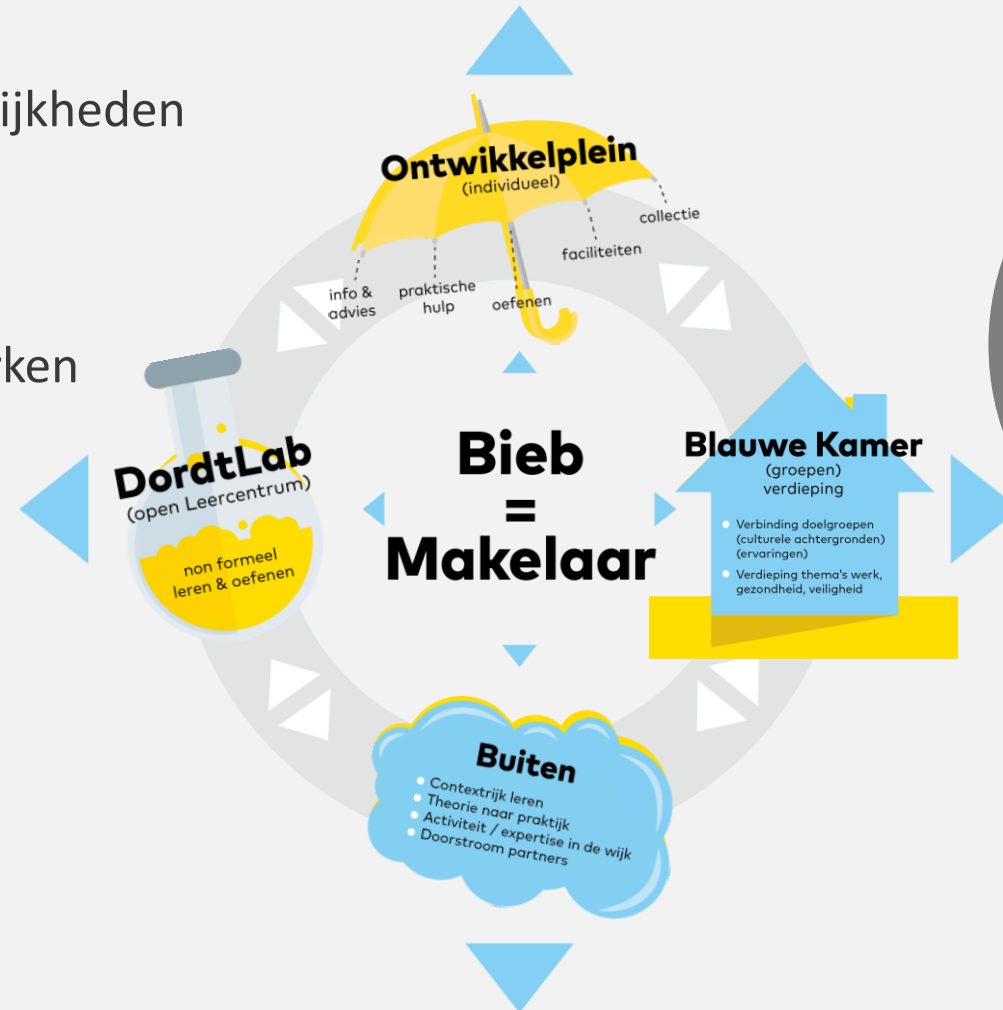 ijkheden
rken
Ontwikkelplein
(individueel)
info &
advies
praktische
hulp
oefenen
faciliteiten
collectie
DordtLab
(open Leercentrum)
non formeel
leren & oefenen
Bieb
=
Makelaar
Blauwe Kamer
(groepen)
verdieping
Verbinding doelgroepen
(culturele achtergronden)
(ervaringen)
Verdieping thema's werk,
gezondheid, veiligheid
Buiten
Contextrijk leren
Theorie naar praktijk
Activiteit / expertise in de wijk
Doorstroom partners